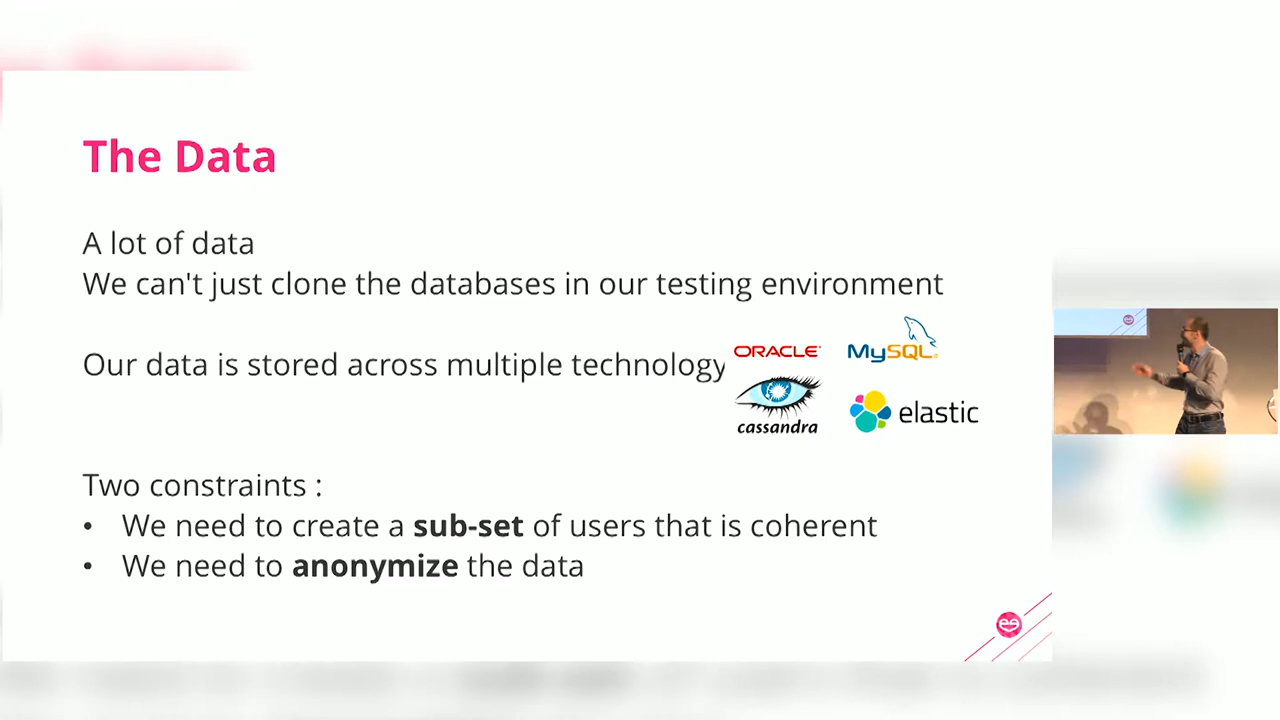 The Data
A lot of data
We can't just clone the databases in our testing environment
Our data is stored across multiple technology
ORACLE
MySQL
cassandra
elastic
Two constraints :
• We need to create a sub-set of users that is coherent
• We need to anonymize the data